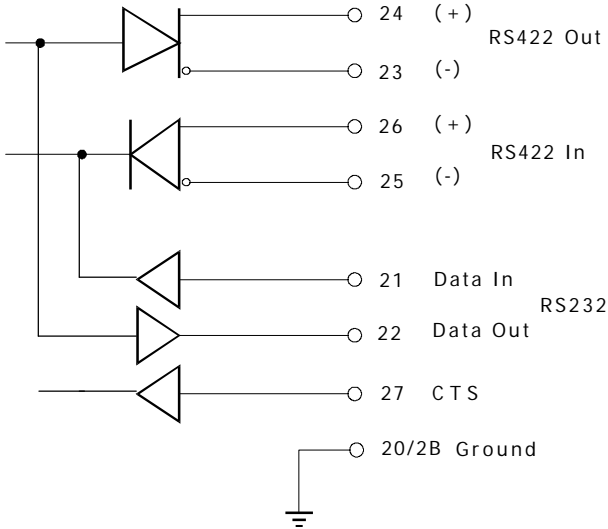 24 (+)
RS422 Out
23 (-)
26 (+)
RS422 In
25 (-)
21 Data In
RS232
22 Data Out
27 CTS
20/2B Ground